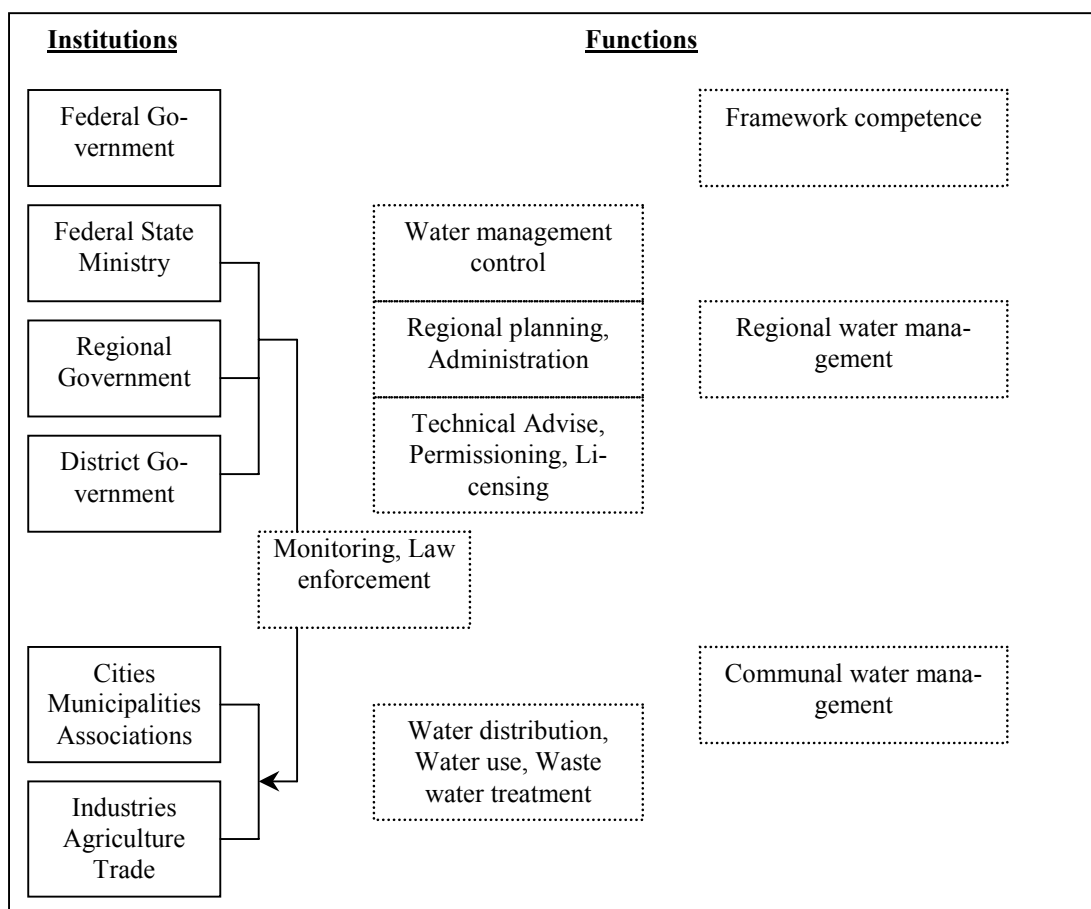 Institutions
Functions
Federal Go-
vernment
Framework competence
Federal State
Ministry
Water management
control
Regional
Government
Regional planning,
Administration
Regional water mana-
gement
District Go-
vernment
Technical Advise,
Permissioning, Li-
censing
Monitoring, Law
enforcement
Cities
Municipalities
Associations
Communal water mana-
gement
Water distribution,
Water use, Waste
water treatment
Industries
Agriculture
Trade